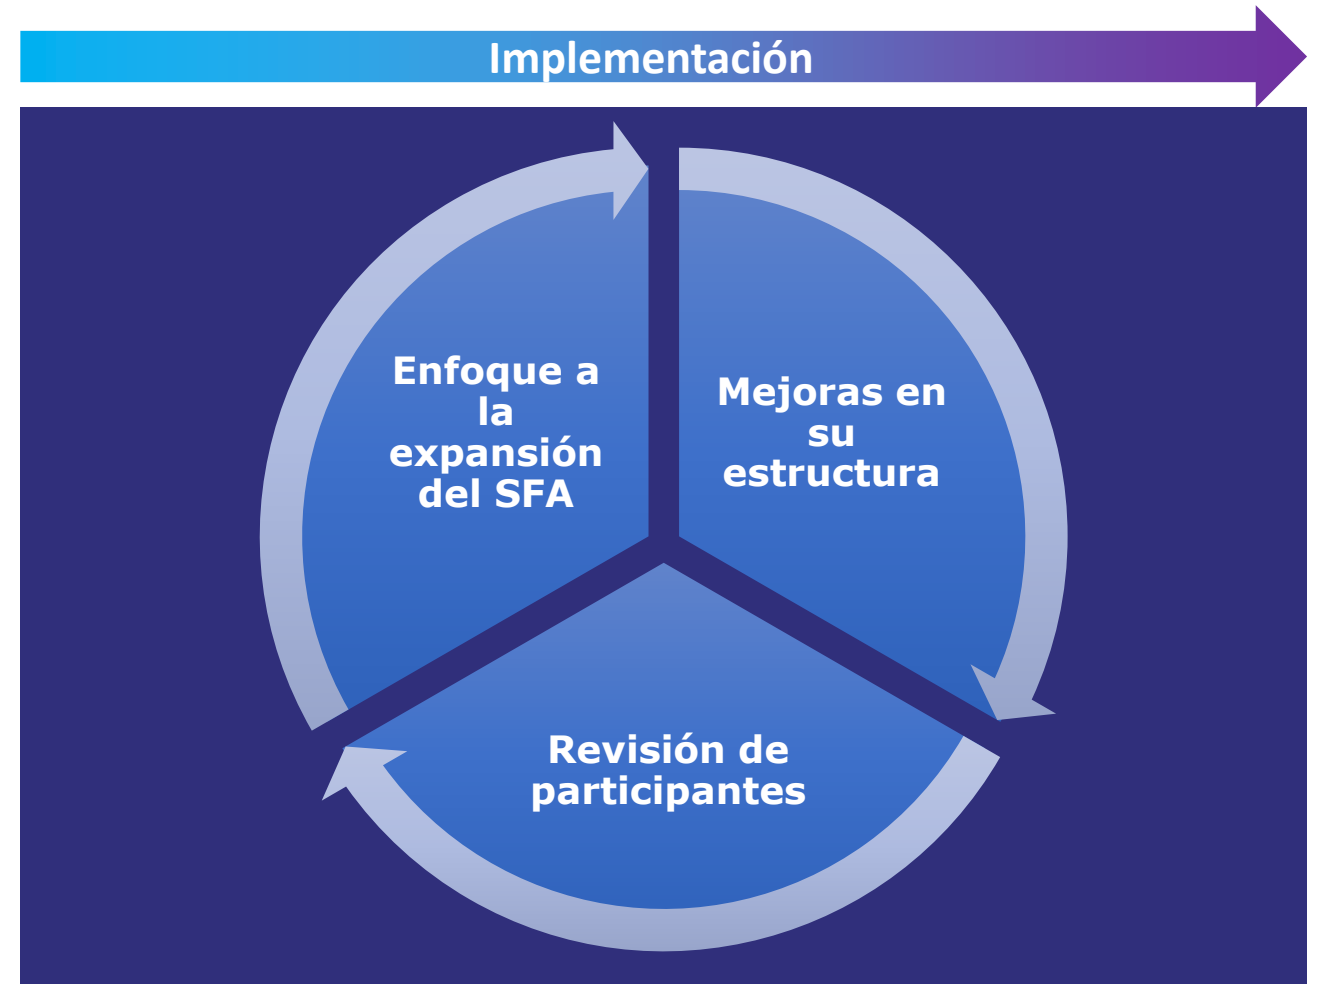 Implementación
Enfoque a
la
expansión
del SFA
Mejoras en
su
estructura
Revisión de
participantes